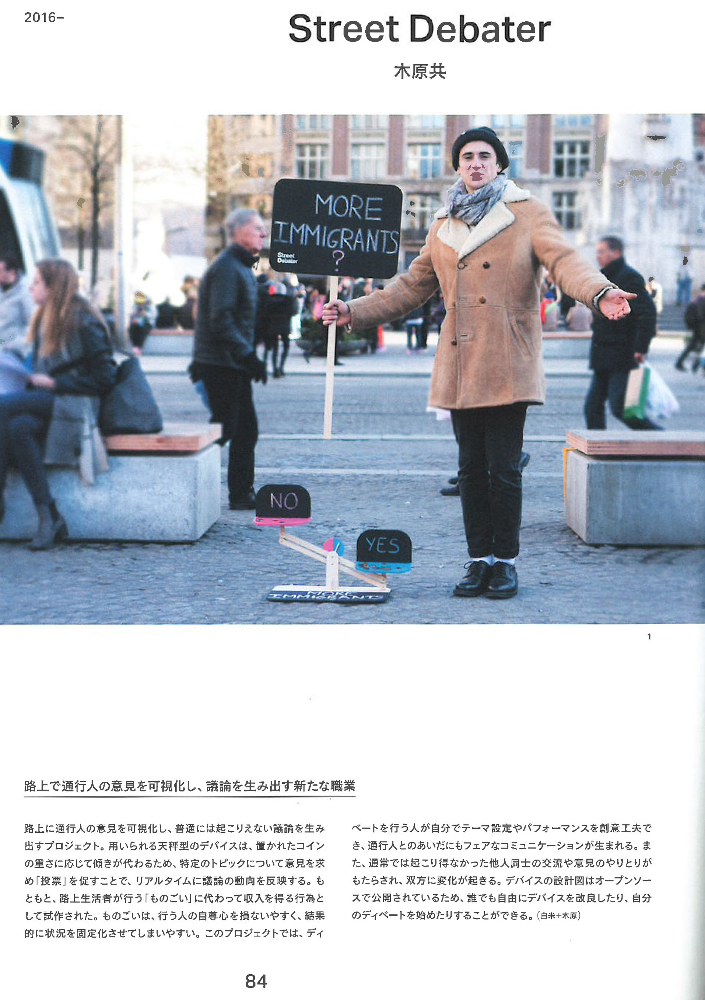 2016–
Street Debater
木原共
MORE
IMMIGRANTS
?
Street
Debater
NO
YES
MORE
IMMIGRANTS
1
路上で通行人の意見を可視化し、議論を生み出す新たな職業
路上に通行人の意見を可視化し、普通には起こりえない議論を生み
出すプロジェクト。用いられる天秤型のデバイスは、置かれたコイン
の重さに応じて傾きが代わるため、特定のトピックについて意見を求
め「投票」を促すことで、リアルタイムに議論の動向を反映する。も
ともと、路上生活者が行う「ものごい」に代わって収入を得る行為と
して試作された。ものごいは、行う人の自尊心を損ないやすく、結果
的に状況を固定化させてしまいやすい。このプロジェクトでは、ディ
ベートを行う人が自分でテーマ設定やパフォーマンスを創意工夫で
き、通行人とのあいだにもフェアなコミュニケーションが生まれる。ま
た、通常では起こり得なかった他人同士の交流や意見のやりとりが
もたらされ、双方に変化が起きる。デバイスの設計図はオープンソー
スで公開されているため、誰でも自由にデバイスを改良したり、自分
のディベートを始めたりすることができる。（白米+木原）
84